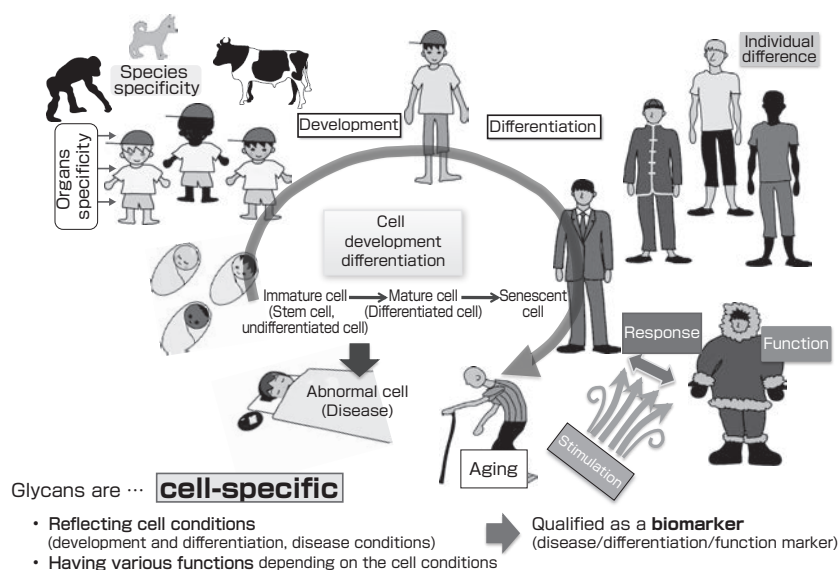 Species
specificity
Organs
specificity
Development
Differentiation
Individual
difference
Cell
development
differentiation
Immature cell
(Stem cell,
undifferentiated cell)
Mature cell
(Differentiated cell)
Senescent
cell
Abnormal cell
(Disease)
Aging
Response
Function
Stimulation
Glycans are … cell-specific
• Reflecting cell conditions
(development and differentiation, disease conditions)
• Having various functions depending on the cell conditions
Qualified as a biomarker
(disease/differentiation/function marker)